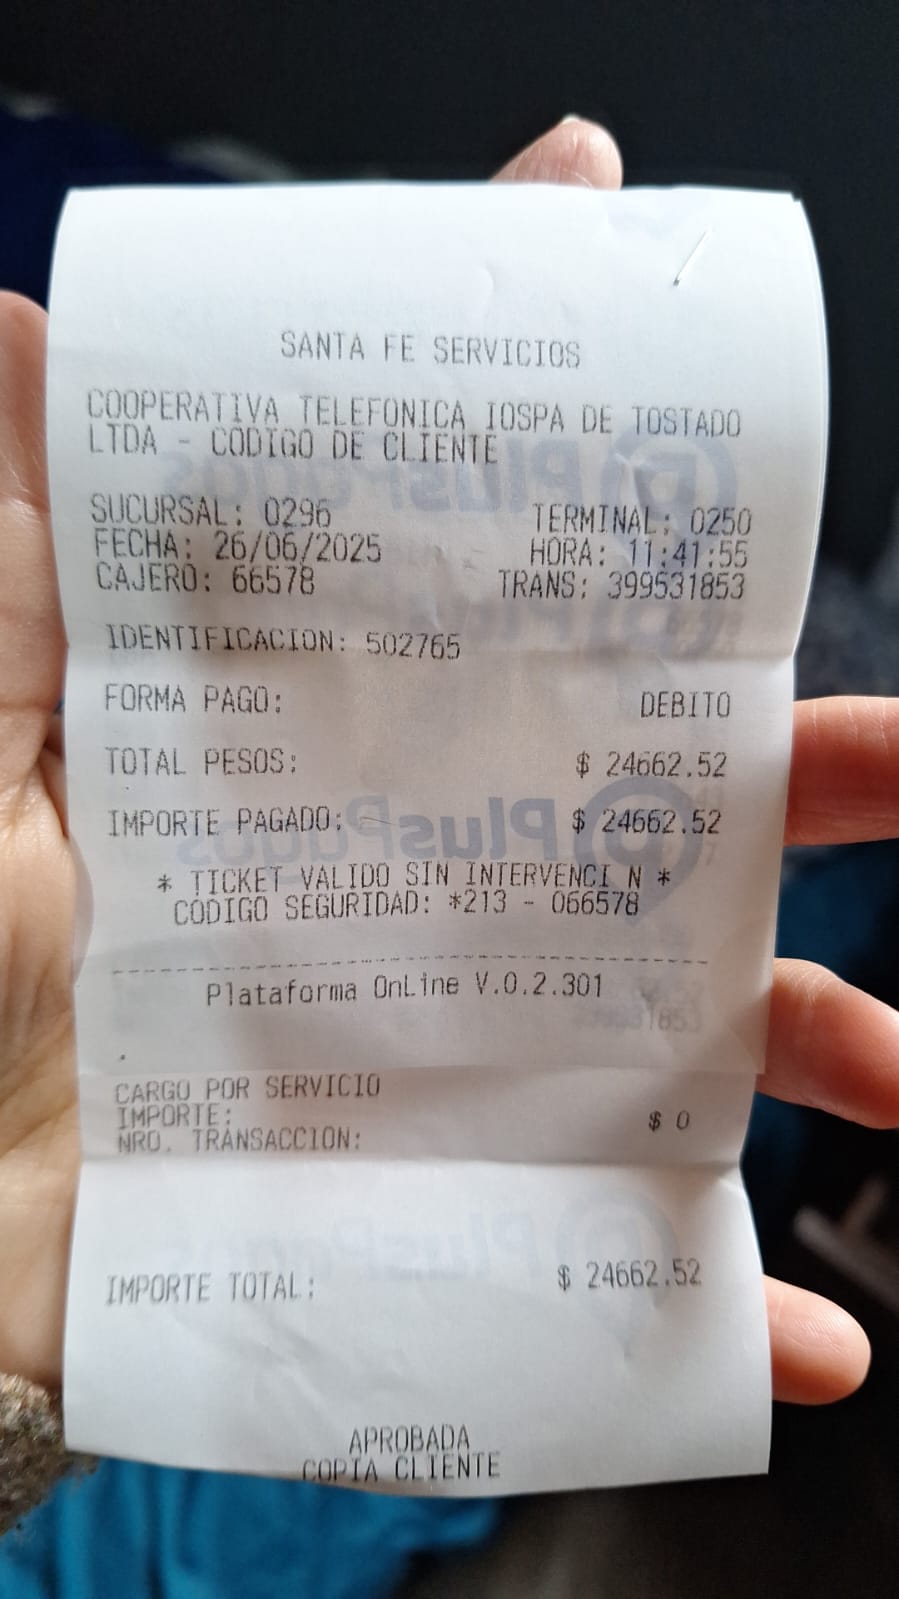 SANTA FE SERVICIOS
COOPERATIVA TELEFONICA IOSPA DE TOSTADO
LTDA - CODIGO DE CLIENTE
SUCURSAL: 0296 TERMINAL: 0250
FECHA: 26/06/2025 HORA: 11:41:55
CAJERO: 66578 TRANS: 399531853
IDENTIFICACION: 502765
FORMA PAGO: DEBITO
TOTAL PESOS: $ 24662.52
IMPORTE PAGADO: $ 24662.52
* TICKET VALIDO SIN INTERVENCI N *
CODIGO SEGURIDAD: *213 - 066578
Plataforma OnLine V.0.2.301
CARGO POR SERVICIO
IMPORTE: $ 0
NRO. TRANSACCION:
IMPORTE TOTAL: $ 24662.52
APROBADA
COPIA CLIENTE
PlusPagos
PlusPagos
PlusPagos